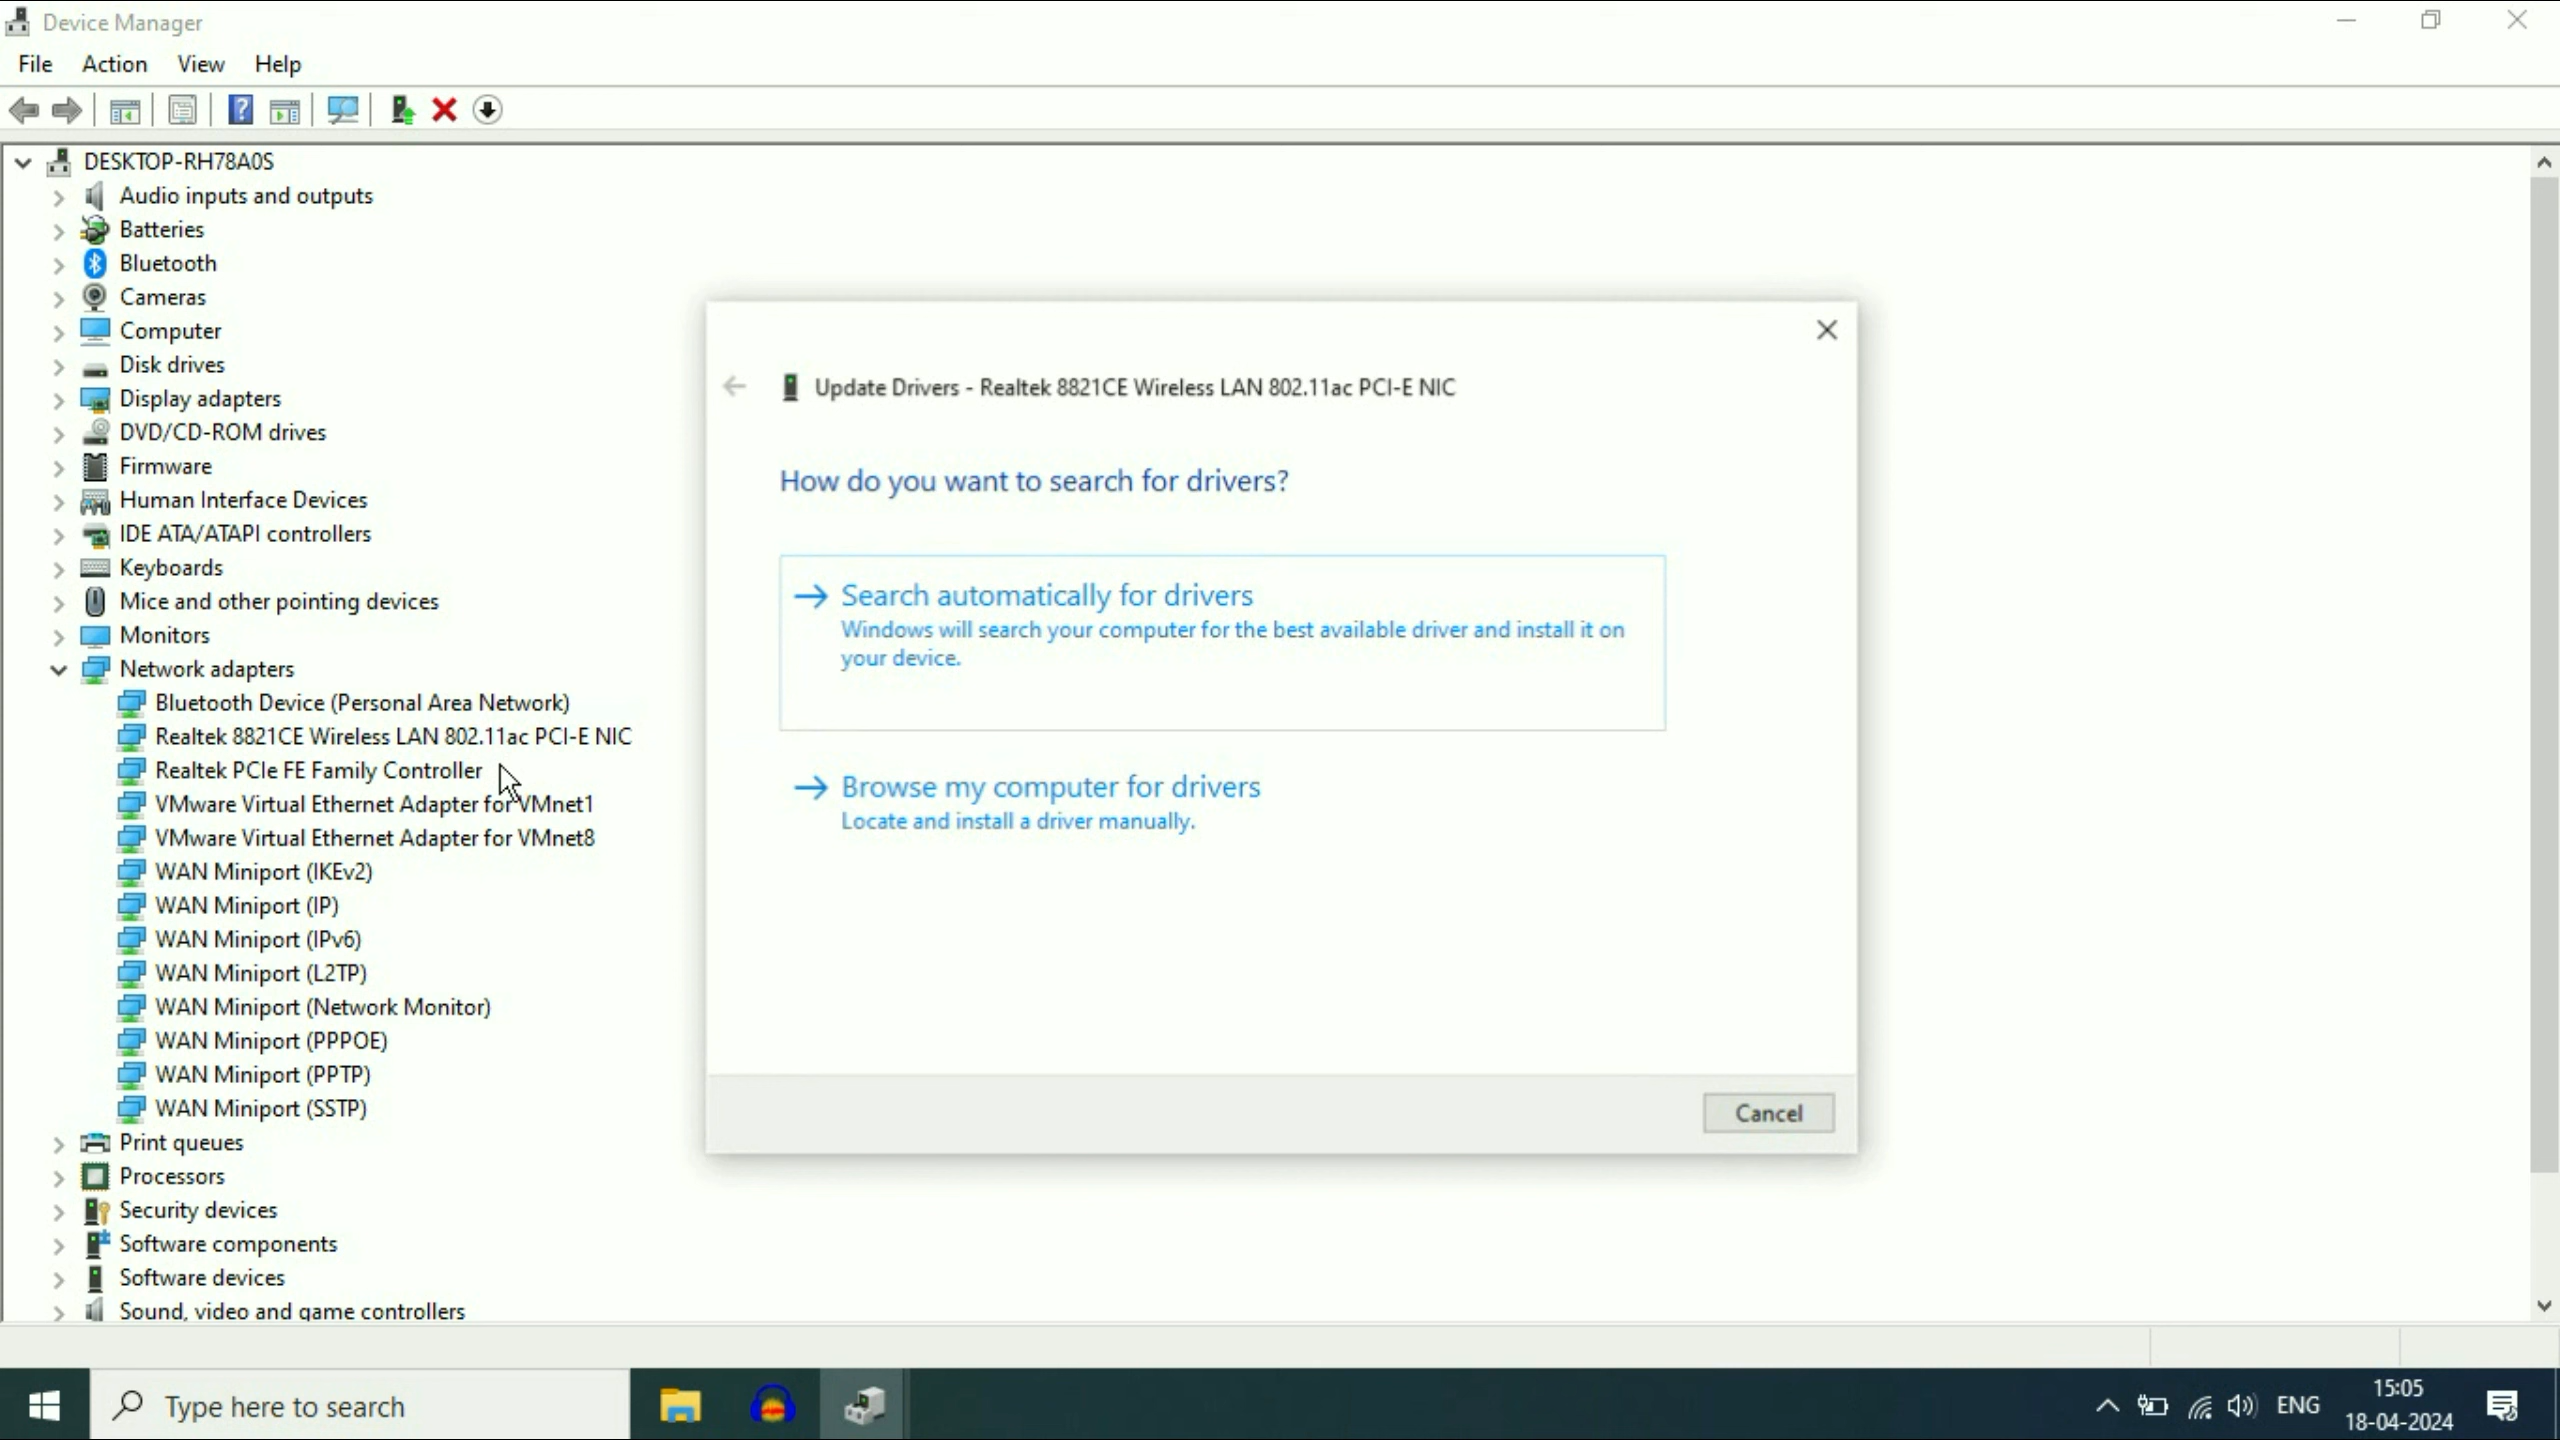 Device Manager
File Action View Help
DESKTOP-RH78A0S
Audio inputs and outputs
Batteries
Bluetooth
Cameras
Computer
Disk drives
Display adapters
DVD/CD-ROM drives
Firmware
Human Interface Devices
IDE ATA/ATAPI controllers
Keyboards
Mice and other pointing devices
Monitors
Network adapters
Bluetooth Device (Personal Area Network)
Realtek 8821CE Wireless LAN 802.11ac PCI-E NIC
Realtek PCIe FE Family Controller
VMware Virtual Ethernet Adapter for VMnet1
VMware Virtual Ethernet Adapter for VMnet8
WAN Miniport (IKEv2)
WAN Miniport (IP)
WAN Miniport (IPv6)
WAN Miniport (L2TP)
WAN Miniport (Network Monitor)
WAN Miniport (PPPOE)
WAN Miniport (PPTP)
WAN Miniport (SSTP)
Print queues
Processors
Security devices
Software components
Software devices
Sound, video and game controllers
Update Drivers - Realtek 8821CE Wireless LAN 802.11ac PCI-E NIC
How do you want to search for drivers?
Search automatically for drivers
Windows will search your computer for the best available driver and install it on
your device.
Browse my computer for drivers
Locate and install a driver manually.
Cancel
Type here to search
ENG
15:05
18-04-2024